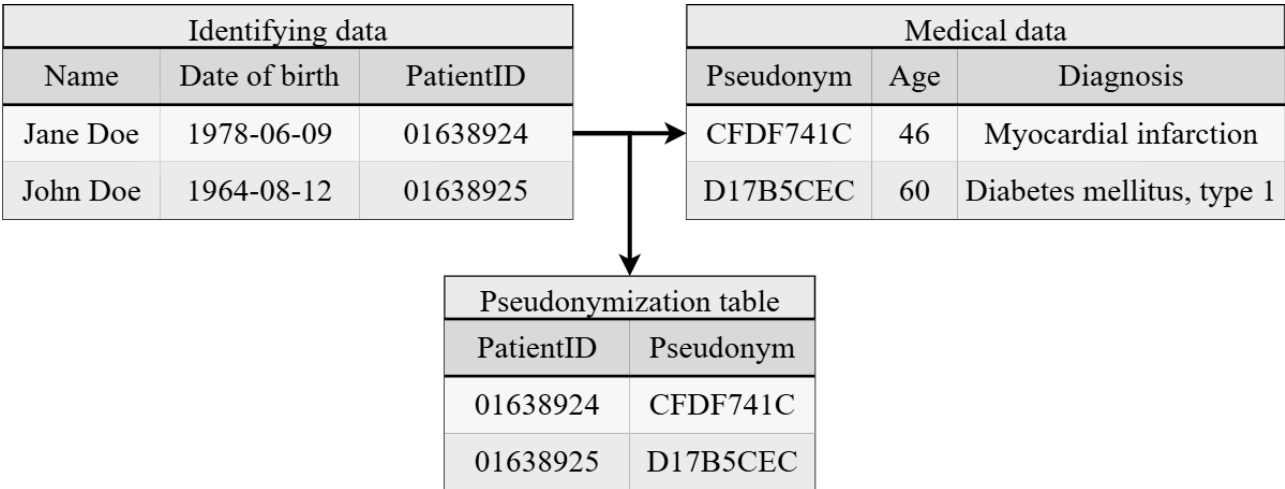 Identifying data
Name Date of birth PatientID
Jane Doe 1978-06-09 01638924
John Doe 1964-08-12 01638925
Medical data
Pseudonym Age Diagnosis
CFDF741C 46 Myocardial infarction
D17B5CEC 60 Diabetes mellitus, type 1
Pseudonymization table
PatientID Pseudonym
01638924 CFDF741C
01638925 D17B5CEC